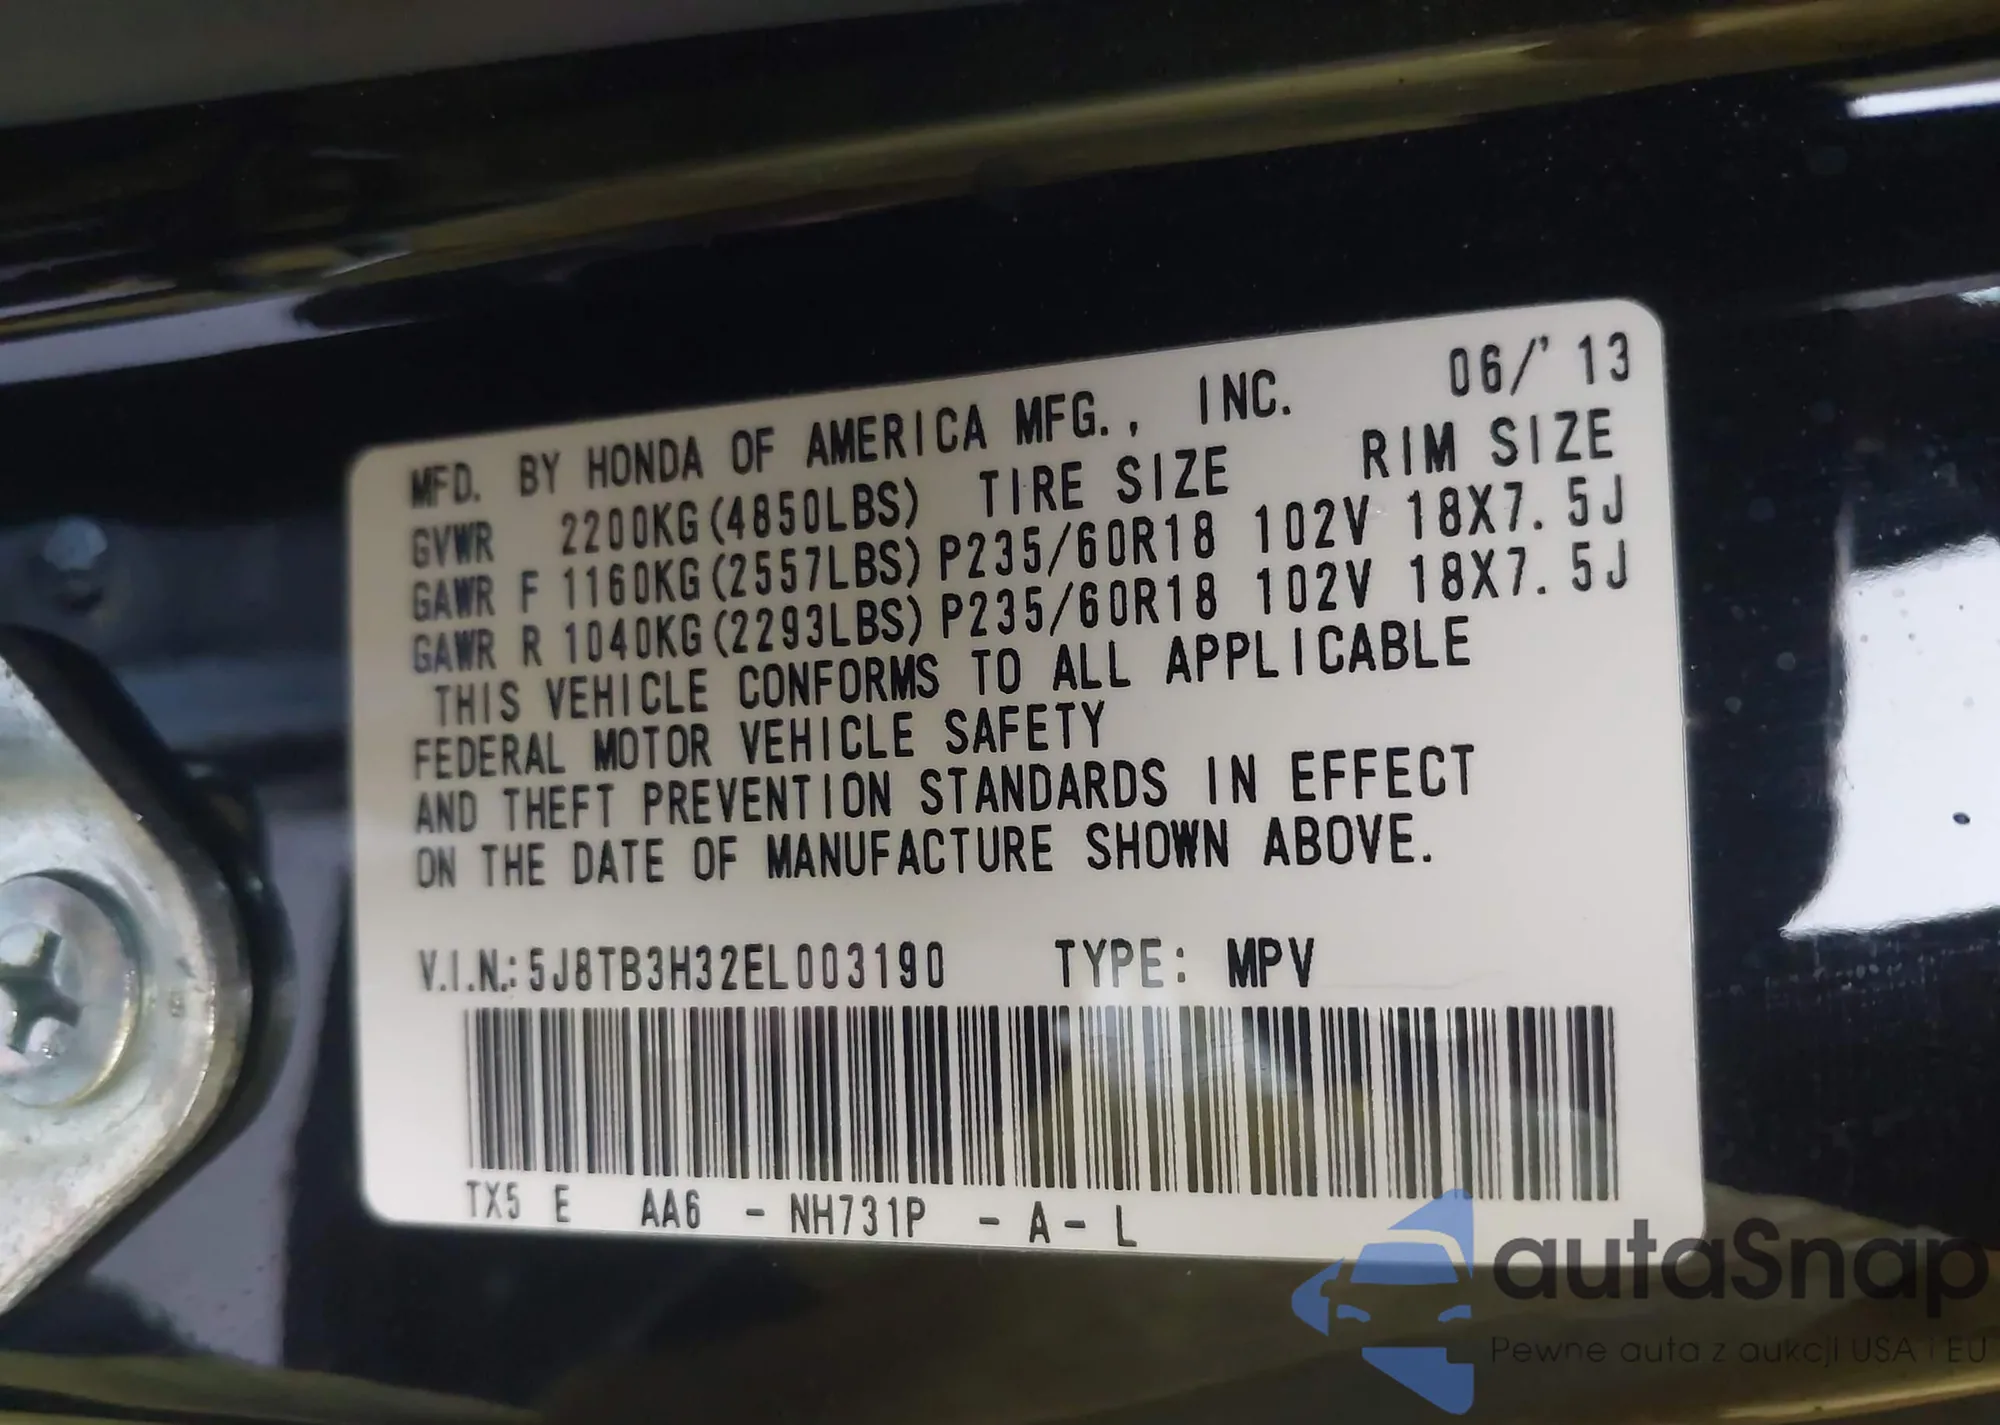 MFD. BY HONDA OF AMERICA MFG., INC. 06/'13
GVWR 2200KG(4850LBS) TIRE SIZE RIM SIZE
GAWR F 1160KG(2557LBS) P235/60R18 102V 18X7.5J
GAWR R 1040KG(2293LBS) P235/60R18 102V 18X7.5J
THIS VEHICLE CONFORMS TO ALL APPLICABLE
FEDERAL MOTOR VEHICLE SAFETY
AND THEFT PREVENTION STANDARDS IN EFFECT
ON THE DATE OF MANUFACTURE SHOWN ABOVE.
V.I.N.: 5J8TB3H32EL003190 TYPE: MPV
TX5 E AA6 - NH731P - A - L
autaSnap
Pewne auta z aukcji USA i EU